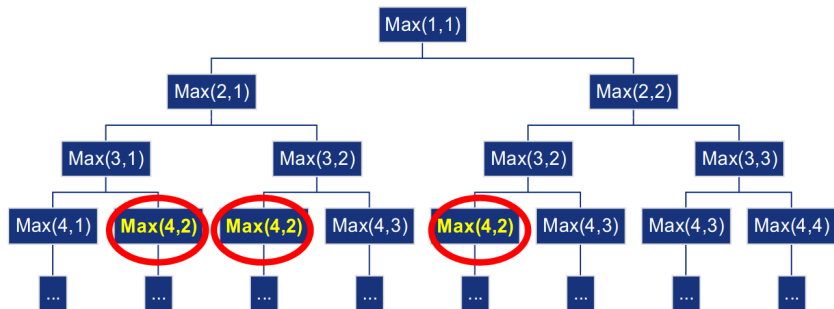 Max(1,1)
Max(2,1) Max(2,2)
Max(3,1) Max(3,2) Max(3,2) Max(3,3)
Max(4,1) Max(4,2) Max(4,2) Max(4,3) Max(4,2) Max(4,3) Max(4,3) Max(4,4)
... ... ... ... ... ... ... ...